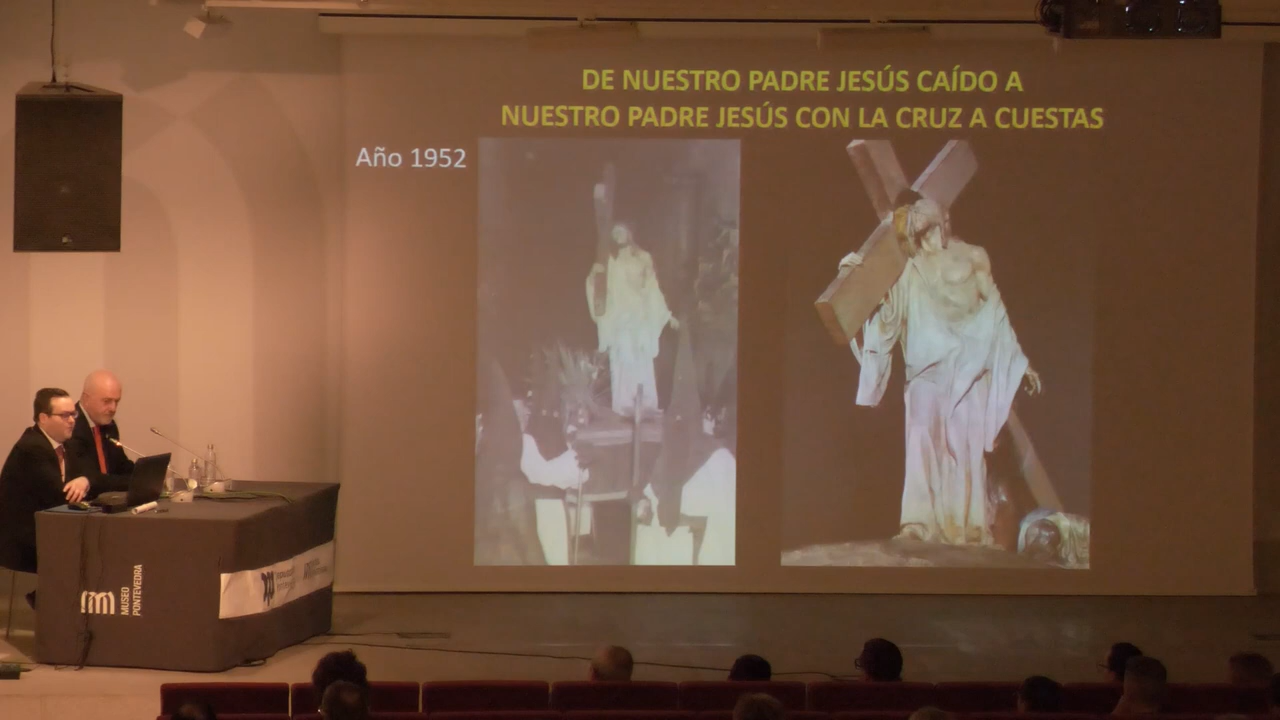 DE NUESTRO PADRE JESÚS CAÍDO A
NUESTRO PADRE JESÚS CON LA CRUZ A CUESTAS
Año 1952
MUSEO
PONTEVEDRA